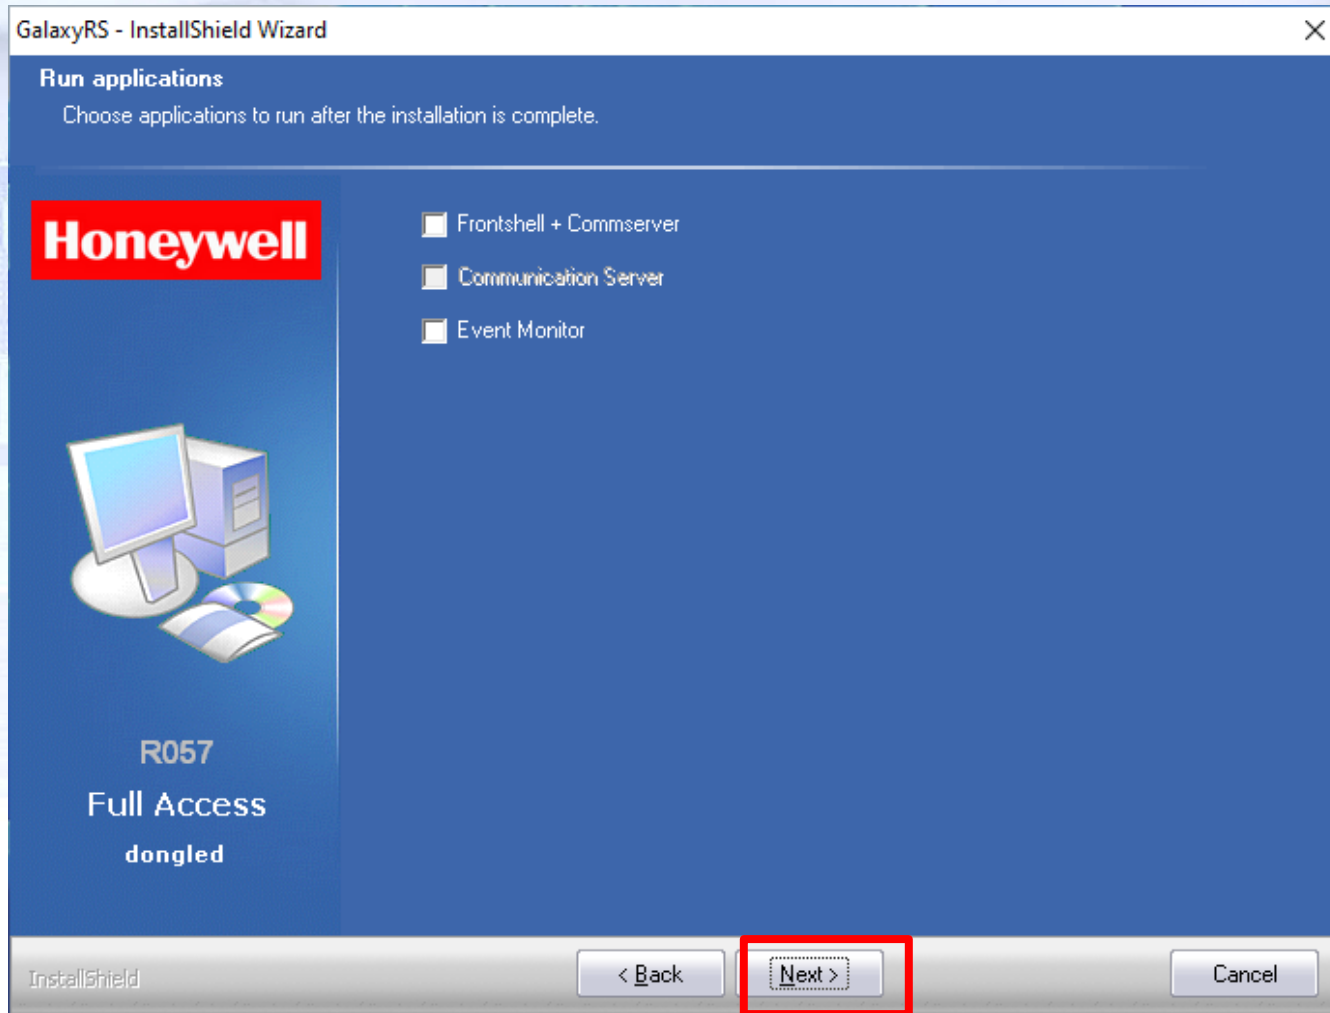 GalaxyRS - InstallShield Wizard
Run applications
Choose applications to run after the installation is complete.
Honeywell
Frontshell + Commserver
Communication Server
Event Monitor
R057
Full Access
dongled
InstallShield
< Back
Next >
Cancel